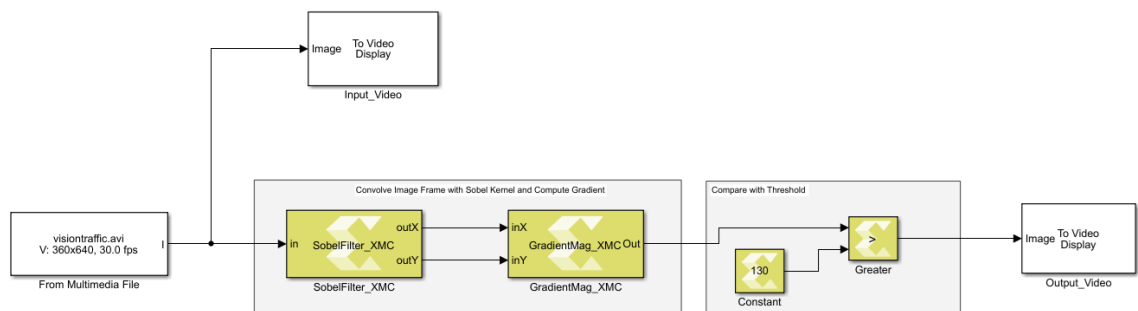 Image
To Video
Display
Input_Video
Convolve Image Frame with Sobel Kernel and Compute Gradient
Compare with Threshold
visiontraffic.avi
V: 360x640, 30.0 fps
I
From Multimedia File
in
SobelFilter_XMC
outX
outY
SobelFilter_XMC
inX
inY
GradientMag_XMC
Out
GradientMag_XMC
130
Constant
>
Greater
Image
To Video
Display
Output_Video